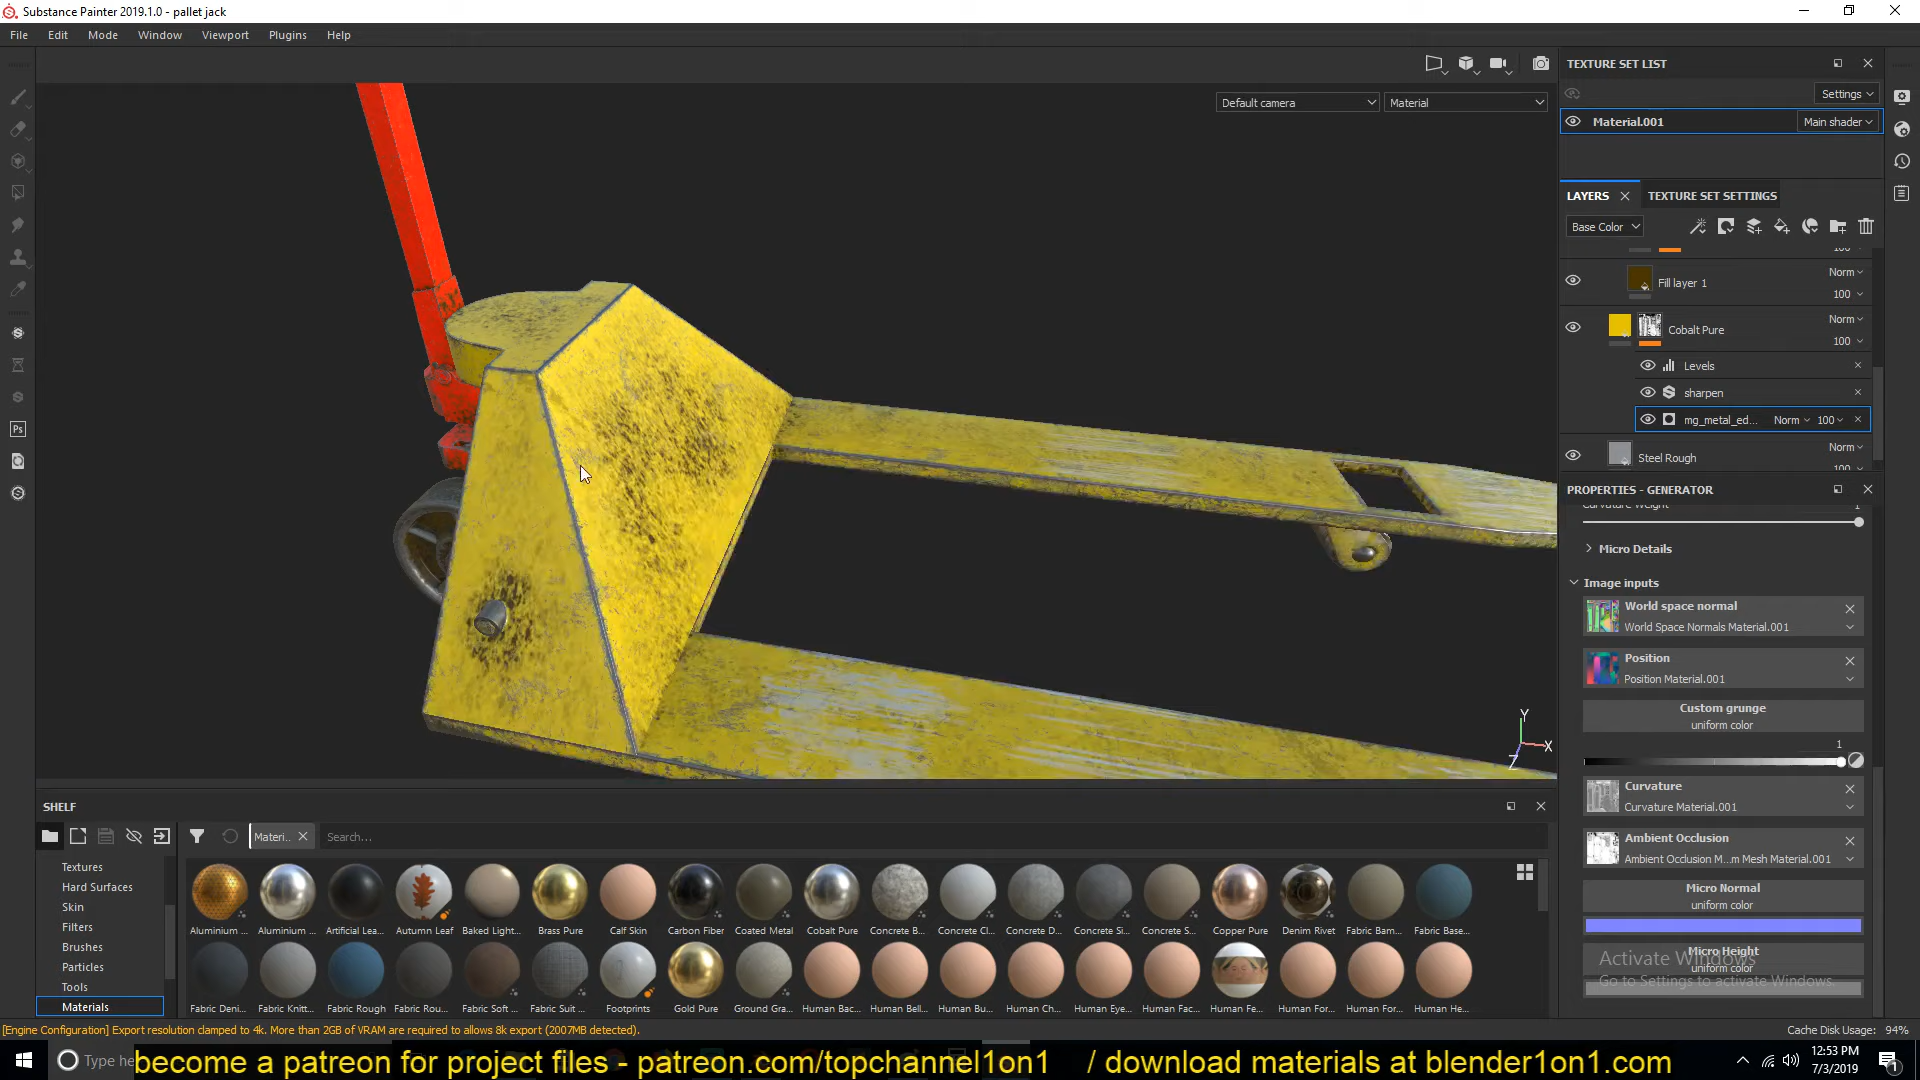 Substance Painter 2019.1.0 - pallet jack
File Edit Mode Window Viewport Plugins Help
Default camera Material
TEXTURE SET LIST
Settings
Material.001 Main shader
LAYERS TEXTURE SET SETTINGS
Base Color
100
Fill layer 1 Norm
100
Cobalt Pure Norm
100
Levels
sharpen
mg_metal_ed... Norm 100
Steel Rough Norm
100
PROPERTIES - GENERATOR
Curvature Weight 1
Micro Details
Image inputs
World space normal
World Space Normals Material.001
Position
Position Material.001
Custom grunge
uniform color
1
Curvature
Curvature Material.001
Ambient Occlusion
Ambient Occlusion M...m Mesh Material.001
Micro Normal
uniform color
Micro Height
uniform color
Activate Windows
Go to Settings to activate Windows.
Y
X
Z
SHELF
Materi.. Search...
Textures
Hard Surfaces
Skin
Filters
Brushes
Particles
Tools
Materials
Aluminium ... Aluminium ... Artificial Lea... Autumn Leaf Baked Light... Brass Pure Calf Skin Carbon Fiber Coated Metal Cobalt Pure Concrete B... Concrete Cl... Concrete D... Concrete Si... Concrete S... Copper Pure Denim Rivet Fabric Bam... Fabric Base...
Fabric Deni... Fabric Knitt... Fabric Rough Fabric Rou... Fabric Soft ... Fabric Suit ... Footprints Gold Pure Ground Gra... Human Bac... Human Bell... Human Bu... Human Ch... Human Eye... Human Fac... Human Fe... Human For... Human For... Human He...
[Engine Configuration] Export resolution clamped to 4k. More than 2GB of VRAM are required to allows 8k export (2007MB detected).
Cache Disk Usage: 94%
Type he
become a patreon for project files - patreon.com/topchannel1on1 / download materials at blender1on1.com
12:53 PM
7/3/2019
1
Ps